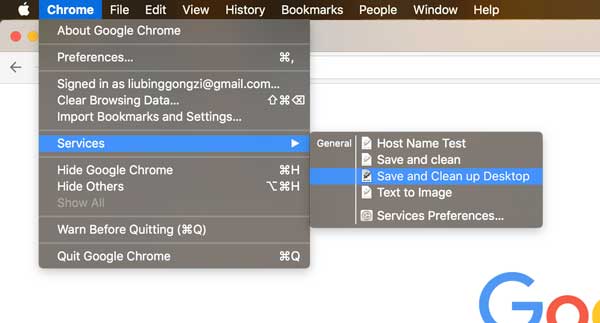 Chrome File Edit View History Bookmarks People Window Help
About Google Chrome
Preferences... ⌘,
Signed in as liubinggongzi@gmail.com...
Clear Browsing Data... ⇧⌘⌫
Import Bookmarks and Settings...
Services ▶
Hide Google Chrome ⌘H
Hide Others ⌥⌘H
Show All
Warn Before Quitting (⌘Q)
Quit Google Chrome ⌘Q
General Host Name Test
Save and clean
Save and Clean up Desktop
Text to Image
Services Preferences...
Goo